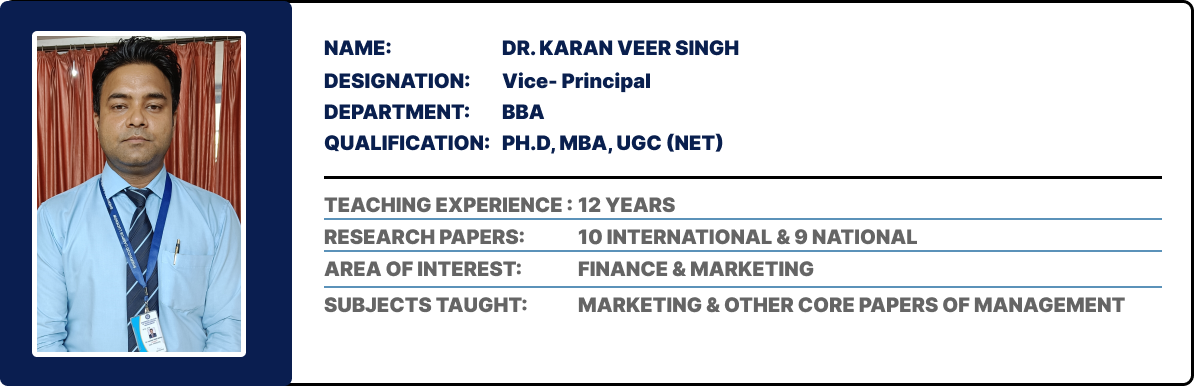 NAME: DR. KARAN VEER SINGH
DESIGNATION: Vice- Principal
DEPARTMENT: BBA
QUALIFICATION: PH.D, MBA, UGC (NET)
TEACHING EXPERIENCE : 12 YEARS
RESEARCH PAPERS: 10 INTERNATIONAL & 9 NATIONAL
AREA OF INTEREST: FINANCE & MARKETING
SUBJECTS TAUGHT: MARKETING & OTHER CORE PAPERS OF MANAGEMENT